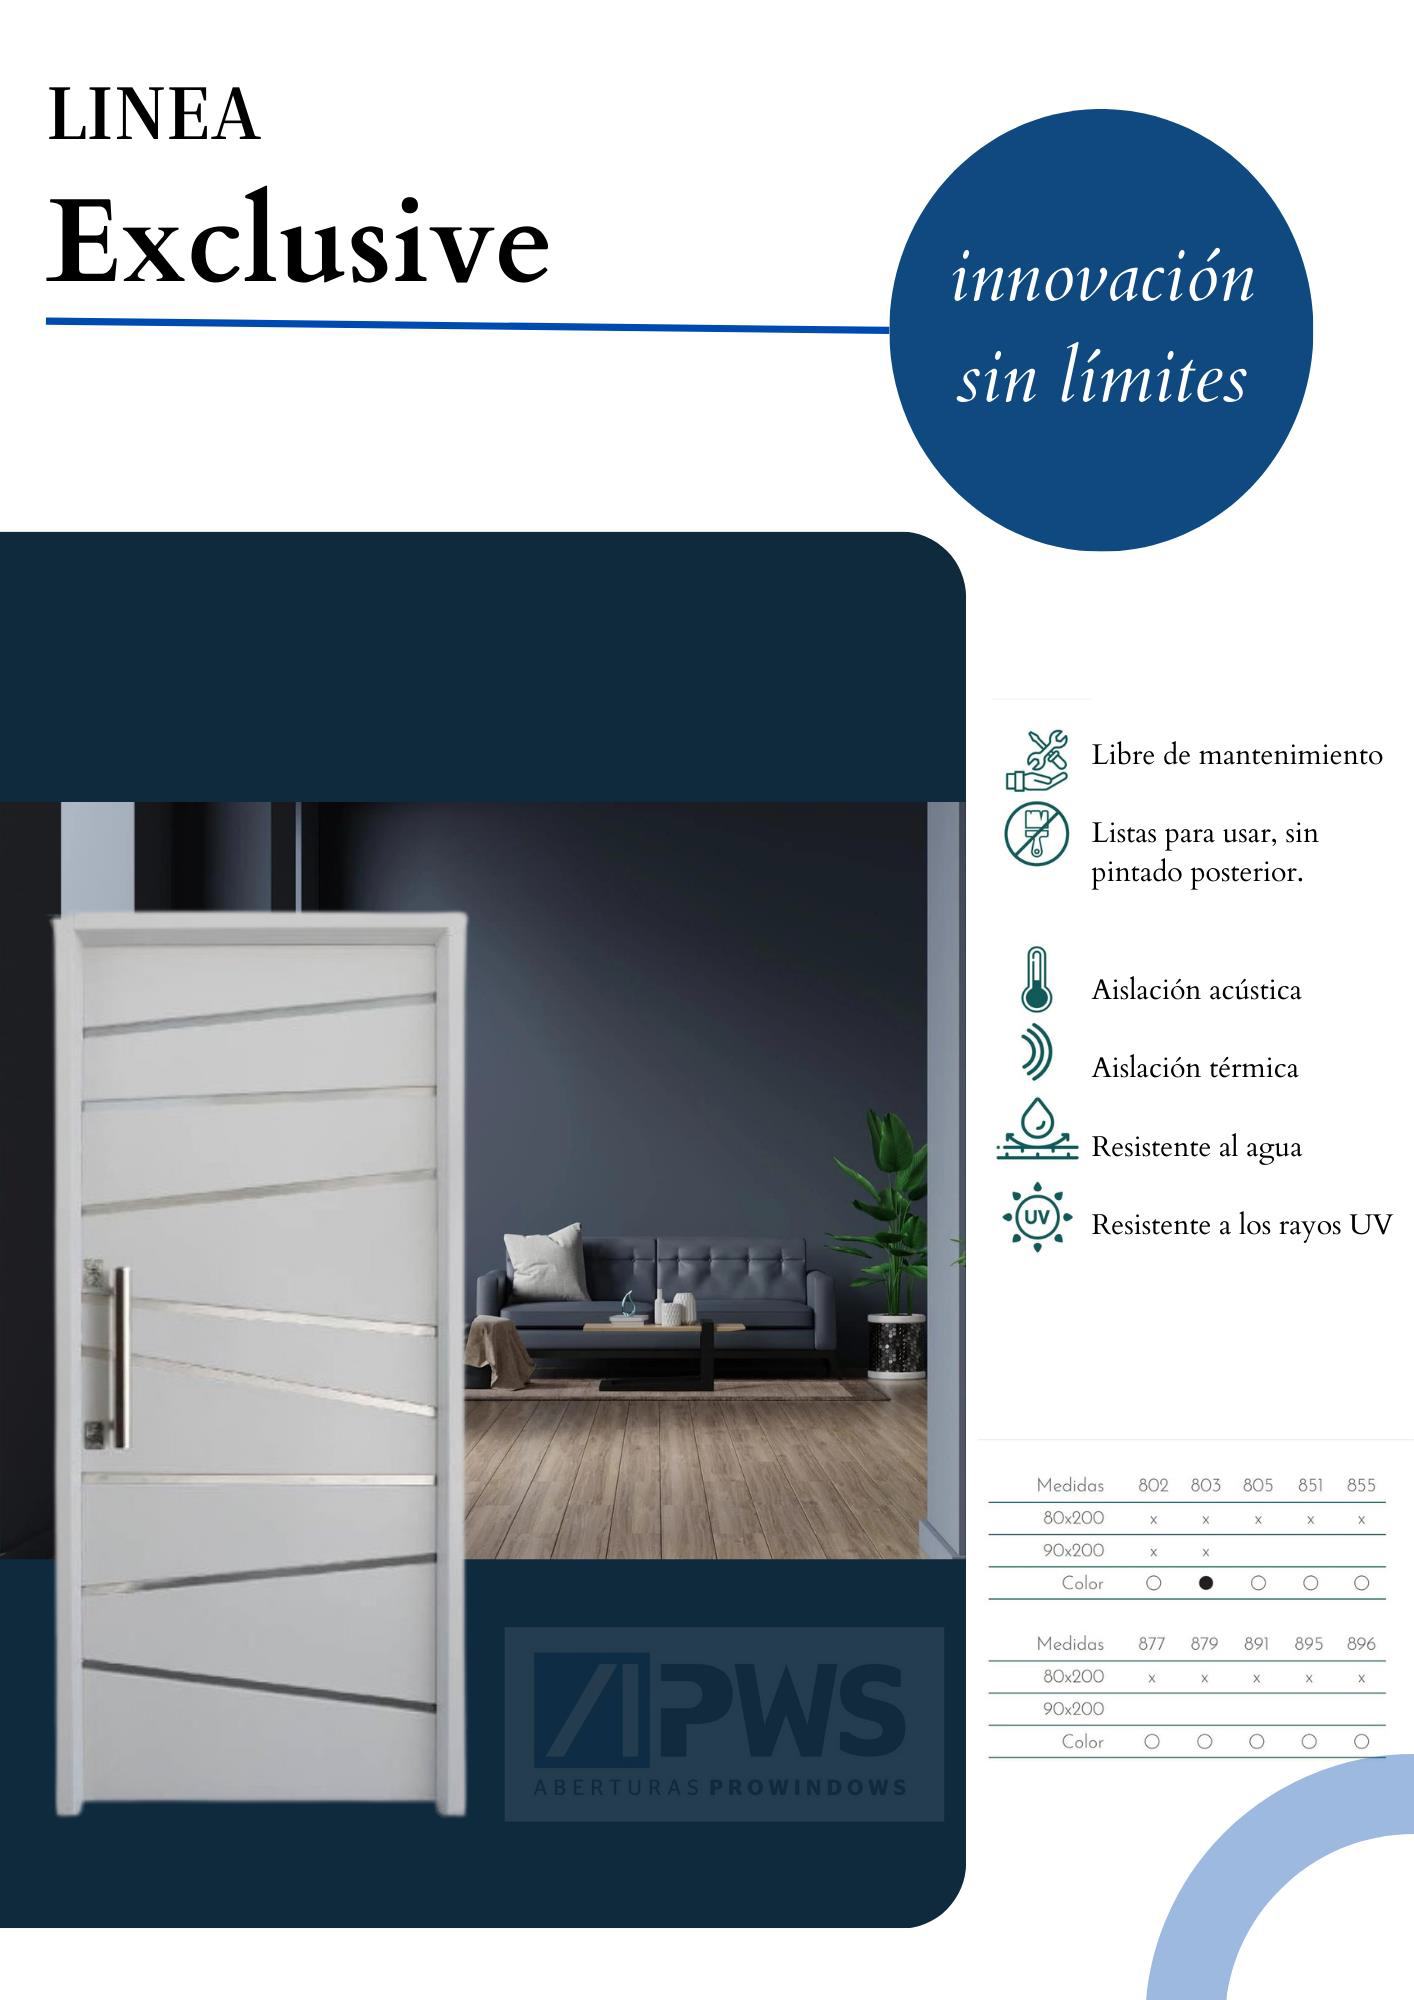 LINEA
Exclusive
innovación
sin límites
Libre de mantenimiento
Listas para usar, sin
pintado posterior.
Aislación acústica
Aislación térmica
Resistente al agua
UV
Resistente a los rayos UV
Medidas 802 803 805 851 855
80x200 x x x x x
90x200 x x
Color
Medidas 877 879 891 895 896
80x200 x x x x x
90x200
Color
PWS
ABERTURAS PROWINDOWS